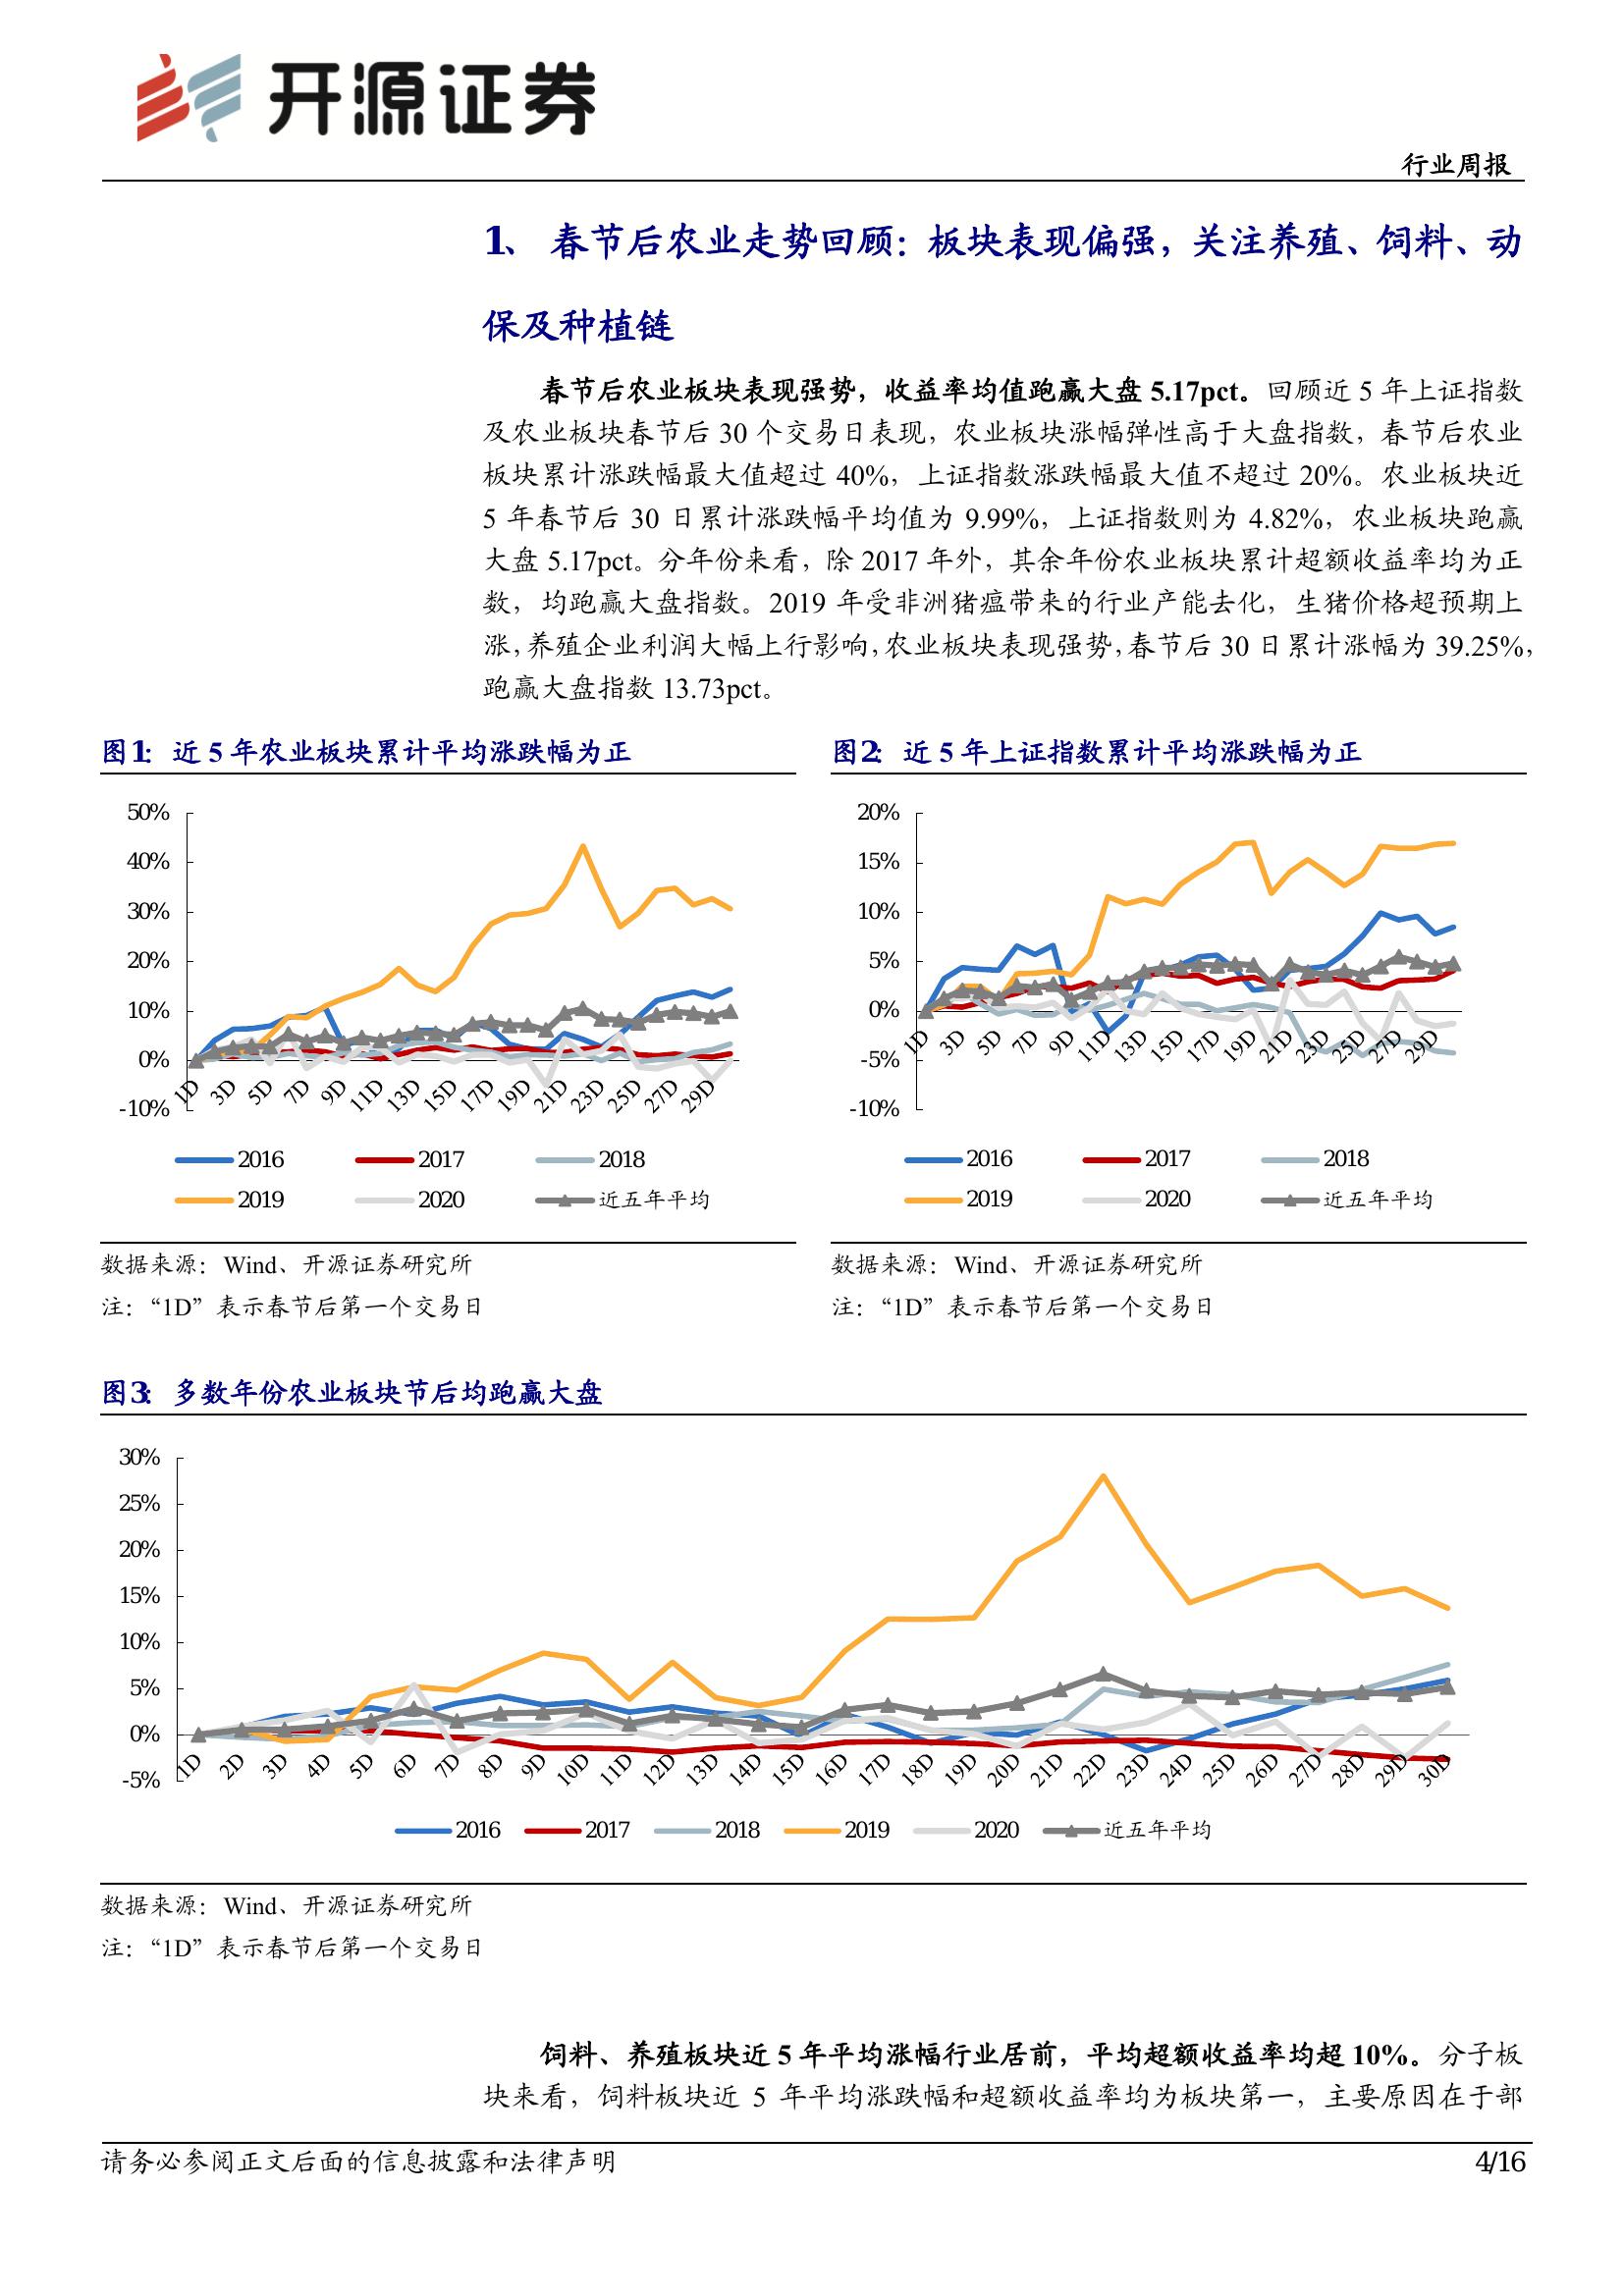 开源证券
行业周报
1、 春节后农业走势回顾：板块表现偏强，关注养殖、饲料、动
保及种植链
春节后农业板块表现强势，收益率均值跑赢大盘 5.17pct。回顾近 5 年上证指数
及农业板块春节后 30 个交易日表现，农业板块涨幅弹性高于大盘指数，春节后农业
板块累计涨跌幅最大值超过 40%，上证指数涨跌幅最大值不超过 20%。农业板块近
5 年春节后 30 日累计涨跌幅平均值为 9.99%，上证指数则为 4.82%，农业板块跑赢
大盘 5.17pct。分年份来看，除 2017 年外，其余年份农业板块累计超额收益率均为正
数，均跑赢大盘指数。2019 年受非洲猪瘟带来的行业产能去化，生猪价格超预期上
涨，养殖企业利润大幅上行影响，农业板块表现强势，春节后 30 日累计涨幅为 39.25%，
跑赢大盘指数 13.73pct。
图1： 近 5 年农业板块累计平均涨跌幅为正
50%
40%
30%
20%
10%
0%
-10%
1D 3D 5D 7D 9D 11D 13D 15D 17D 19D 21D 23D 25D 27D 29D
2016 2017 2018
2019 2020 近五年平均
数据来源：Wind、开源证券研究所
注：“1D”表示春节后第一个交易日
图2： 近 5 年上证指数累计平均涨跌幅为正
20%
15%
10%
5%
0%
-5%
-10%
1D 3D 5D 7D 9D 11D 13D 15D 17D 19D 21D 23D 25D 27D 29D
2016 2017 2018
2019 2020 近五年平均
数据来源：Wind、开源证券研究所
注：“1D”表示春节后第一个交易日
图3： 多数年份农业板块节后均跑赢大盘
30%
25%
20%
15%
10%
5%
0%
-5%
1D 2D 3D 4D 5D 6D 7D 8D 9D 10D 11D 12D 13D 14D 15D 16D 17D 18D 19D 20D 21D 22D 23D 24D 25D 26D 27D 28D 29D 30D
2016 2017 2018 2019 2020 近五年平均
数据来源：Wind、开源证券研究所
注：“1D”表示春节后第一个交易日
饲料、养殖板块近 5 年平均涨幅行业居前，平均超额收益率均超 10%。分子板
块来看，饲料板块近 5 年平均涨跌幅和超额收益率均为板块第一，主要原因在于部
请务必参阅正文后面的信息披露和法律声明
4/16